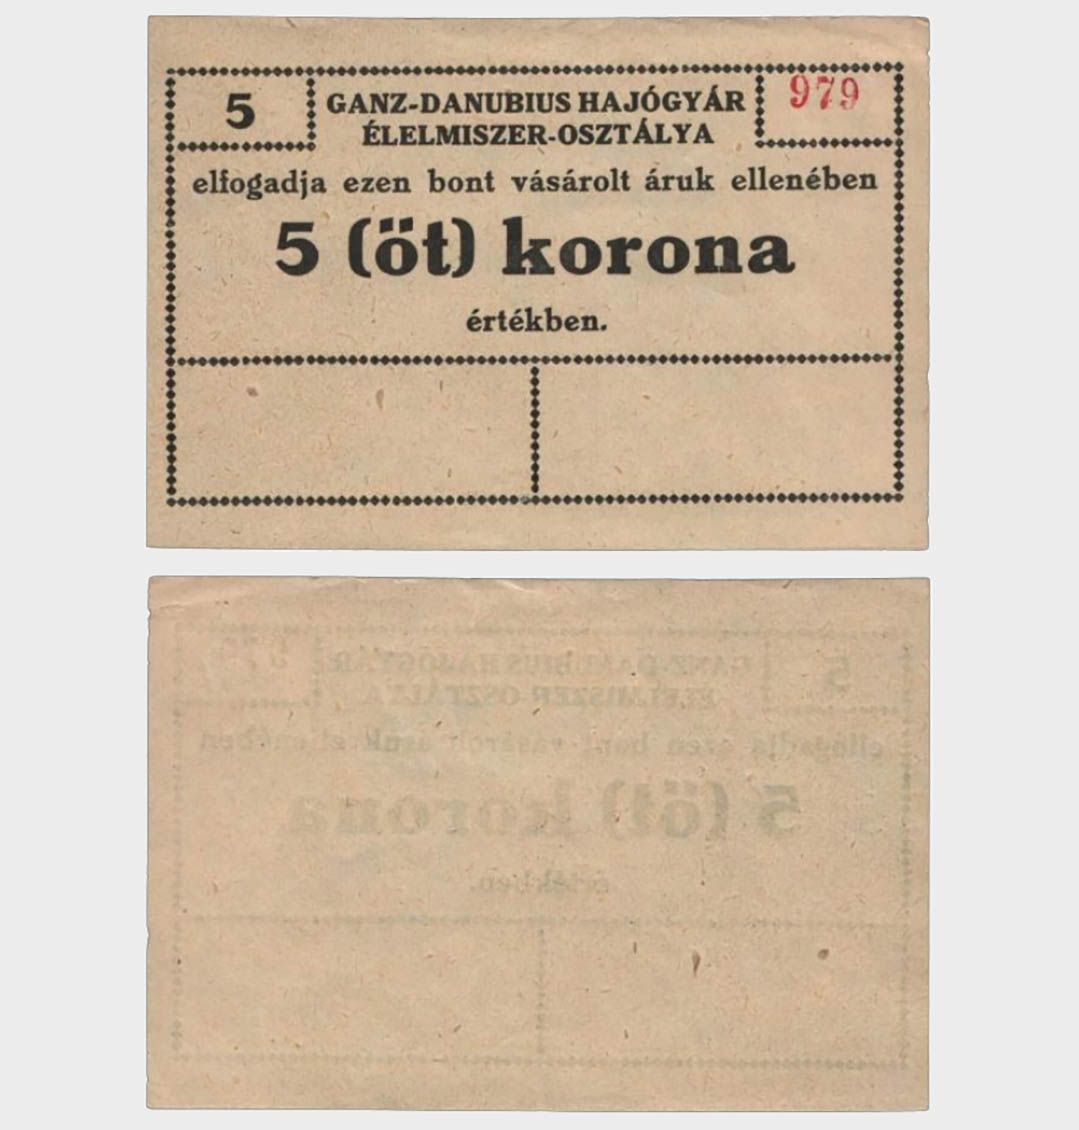 5
GANZ-DANUBIUS HAJÓGYÁR
979
ÉLELMISZER-OSZTÁLYA
elfogadja ezen bont vásárolt áruk ellenében
5 (öt) korona
értékben.